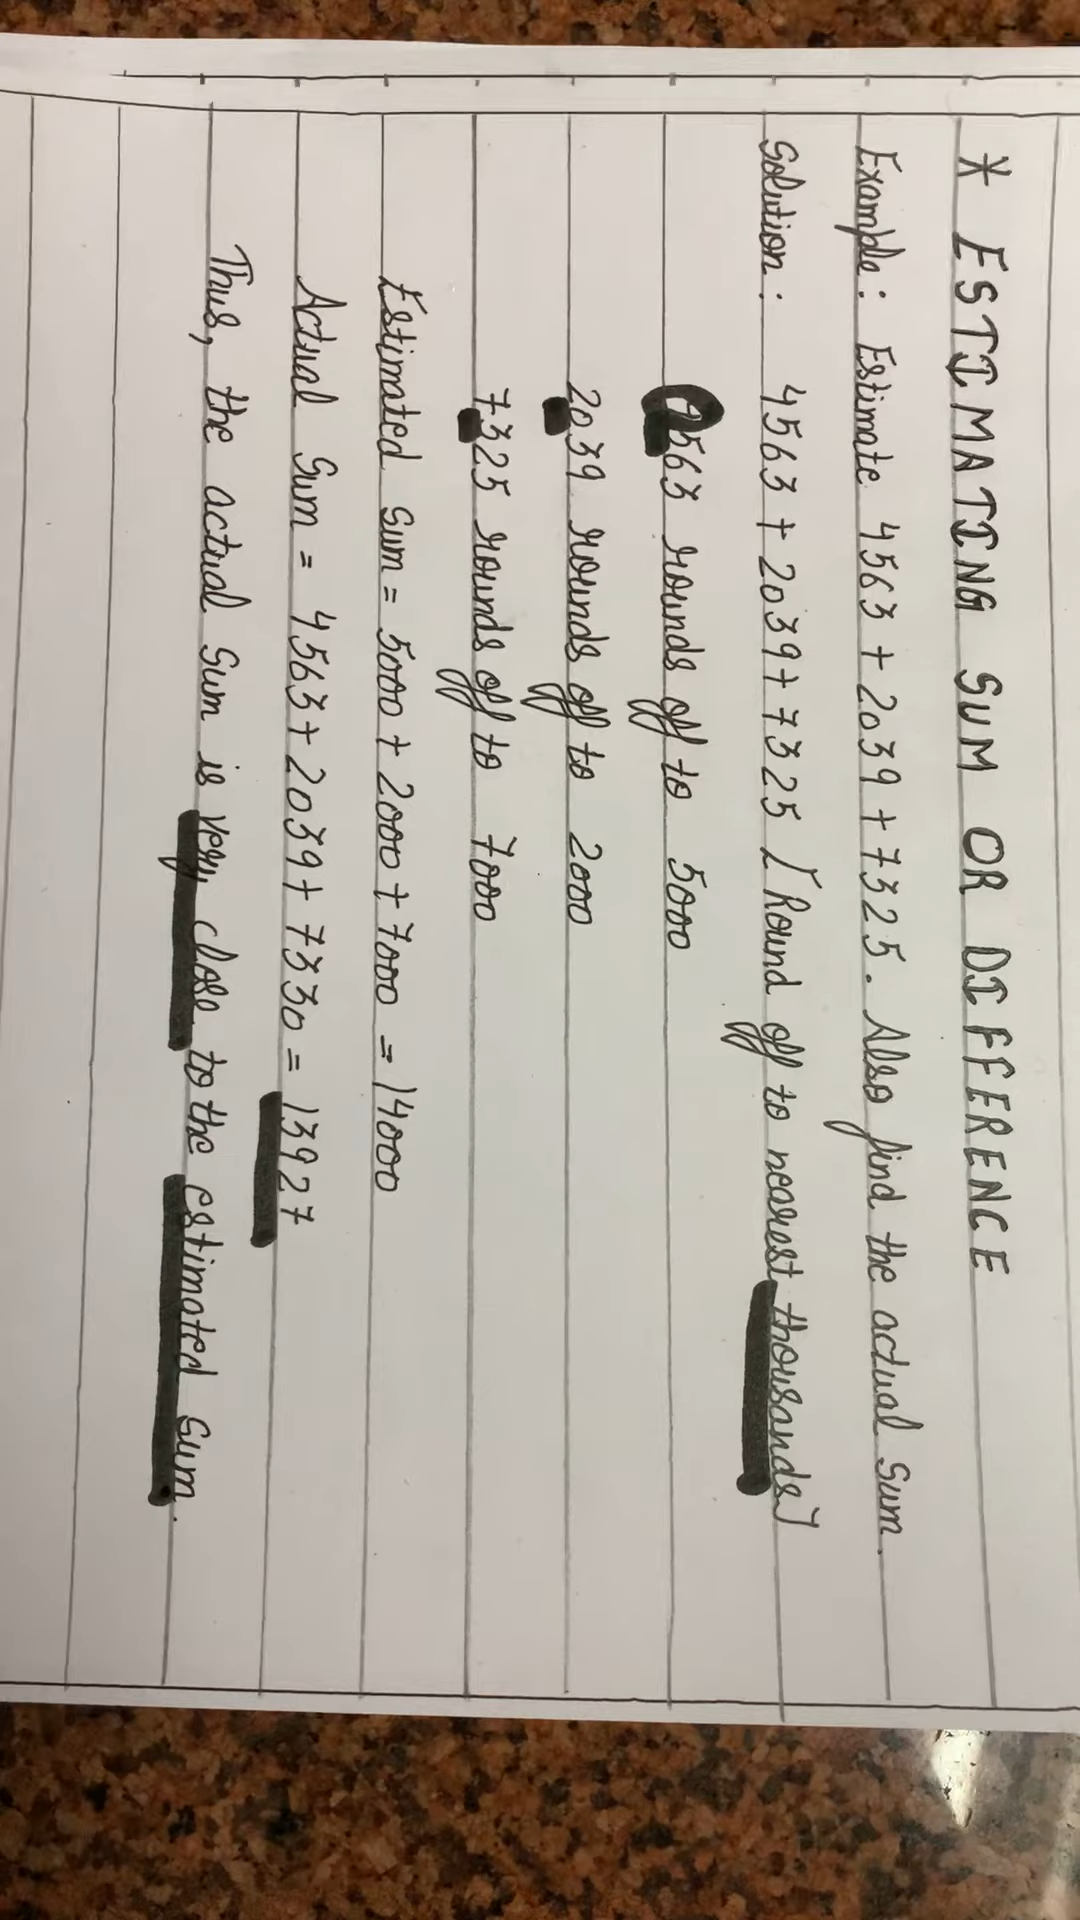 * ESTIMATING SUM OR DIFFERENCE
Example: Estimate 4563 + 2039 + 7325. Also find the actual sum.
Solution: 4563 + 2039 + 7325 [Round off to nearest thousands]
563 rounds off to 5000
2039 rounds off to 2000
7325 rounds off to 7000
Estimated sum = 5000 + 2000 + 7000 = 14000
Actual sum = 4563 + 2039 + 7330 = 13927
Thus, the actual sum is very close to the estimated sum.